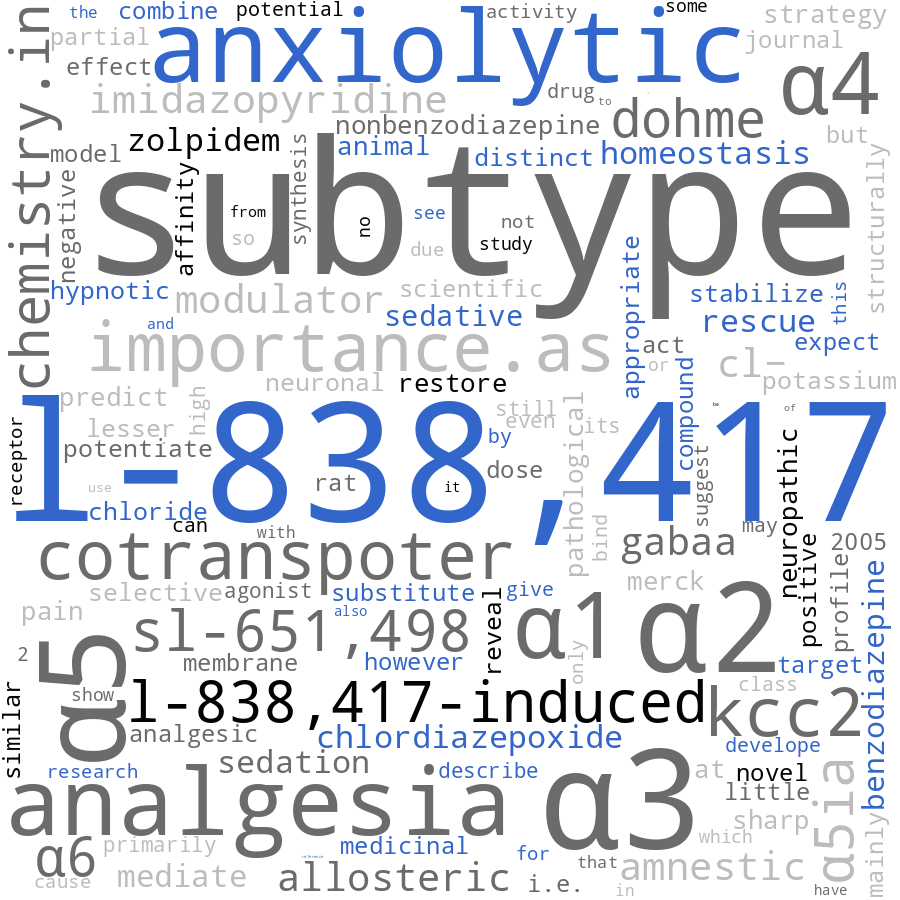 the
combine
potential
activity
some
strategy
partial
anxiolytic
journal
effect
α4
imidazopyridine
drug
to
dohme
nonbenzodiazepine
but
zolpidem
animal
distinct
homeostasis
model
chemistry.in
negative
affinity
synthesis
subtype
structurally
from
see
no
not
so
due
study
hypnotic
modulator
scientific
stabilize
this
sedative
appropriate
rescue
and
importance.as
act
expect
or
cl-
potassium
neuronal
restore
predict
high
l-838,417
still
even
its
be
of
compound
lesser
by
receptor
potentiate
dose
pathological
suggest
neuropathic
rat
it
use
chloride
can
with
may
bind
cotranspoter
gabaa
2005
merck
positive
profile
benzodiazepine
selective
agonist
substitute
give
pain
also
sl-651,498
reveal
α1
α2
2
α5
membrane
however
only
target
similar
show
class
l-838,417-induced
kcc2
analgesic
chlordiazepoxide
develope
sedation
research
describe
at
novel
α5ia
mainly
little
analgesia
α3
sharp
α6
primarily
medicinal
for
which
reference
that
cause
mediate
allosteric
i.e.
amnestic
in
have